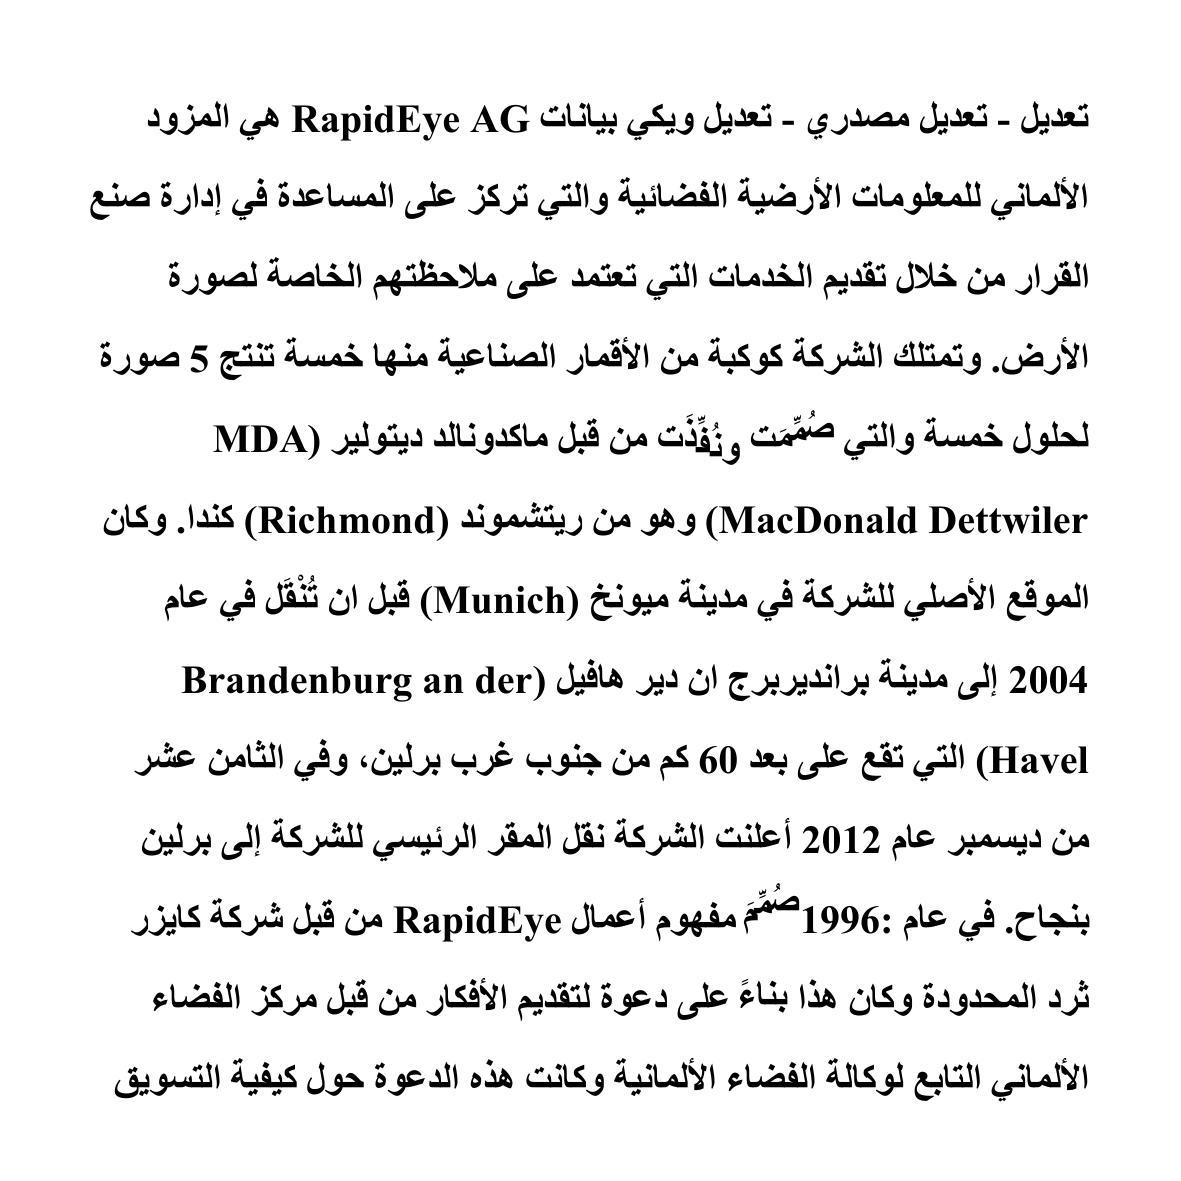 تعديل - تعديل مصدري - تعديل ويكي بيانات RapidEye AG هي المزود
الألماني للمعلومات الأرضية الفضائية والتي تركز على المساعدة في إدارة صنع
القرار من خلال تقديم الخدمات التي تعتمد على ملاحظتهم الخاصة لصورة
الأرض. وتمتلك الشركة كوكبة من الأقمار الصناعية منها خمسة تنتج 5 صورة
لحلول خمسة والتي صُمِّمَت ونُفِّذَت من قبل ماكدونالد ديتولير (MDA
MacDonald Dettwiler) وهو من ريتشموند (Richmond) كندا. وكان
الموقع الأصلي للشركة في مدينة ميونخ (Munich) قبل ان تُنْقَل في عام
2004 إلى مدينة برانديربرج ان دير هافيل (Brandenburg an der
Havel) التي تقع على بعد 60 كم من جنوب غرب برلين، وفي الثامن عشر
من ديسمبر عام 2012 أعلنت الشركة نقل المقر الرئيسي للشركة إلى برلين
بنجاح. في عام :1996صُمِّمَ مفهوم أعمال RapidEye من قبل شركة كايزر
ثرد المحدودة وكان هذا بناءً على دعوة لتقديم الأفكار من قبل مركز الفضاء
الألماني التابع لوكالة الفضاء الألمانية وكانت هذه الدعوة حول كيفية التسويق